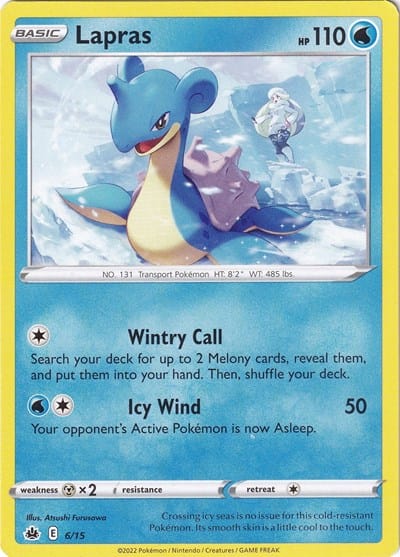 BASIC Lapras HP 110
NO. 131 Transport Pokémon HT: 8'2" WT: 485 lbs.
Wintry Call
Search your deck for up to 2 Melony cards, reveal them,
and put them into your hand. Then, shuffle your deck.
Icy Wind 50
Your opponent's Active Pokémon is now Asleep.
weakness ×2 resistance retreat
Illus. Atsushi Furusawa
E 6/15
Crossing icy seas is no issue for this cold-resistant
Pokémon. Its smooth skin is a little cool to the touch.
©2022 Pokémon / Nintendo / Creatures / GAME FREAK